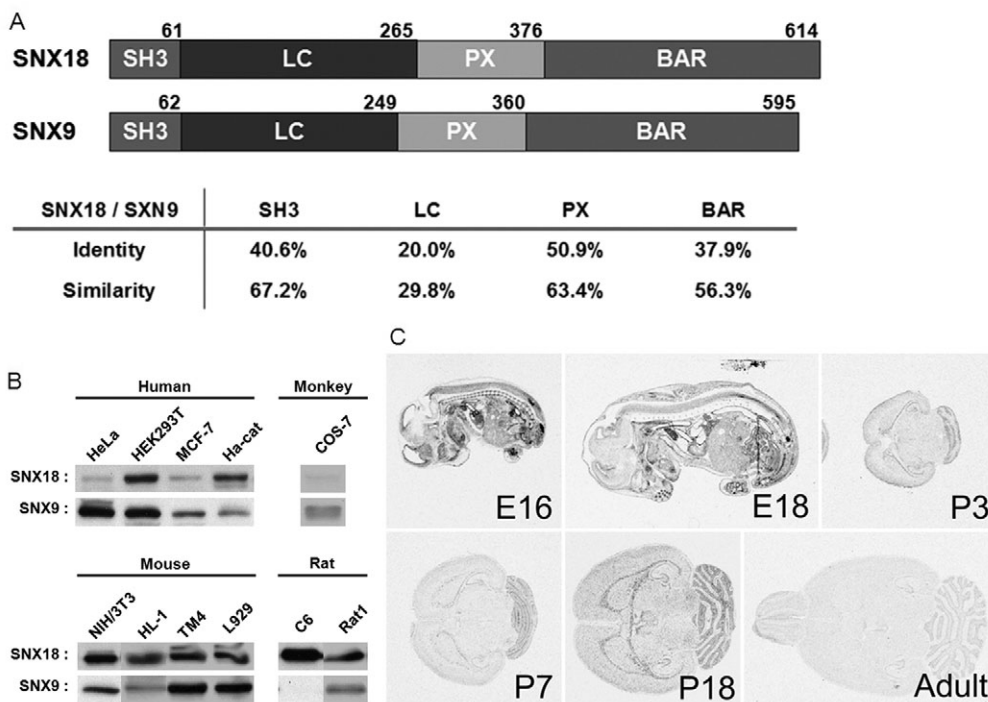 A
61 265 376 614
SNX18 SH3 LC PX BAR
62 249 360 595
SNX9 SH3 LC PX BAR
SNX18 / SXN9 SH3 LC PX BAR
Identity 40.6% 20.0% 50.9% 37.9%
Similarity 67.2% 29.8% 63.4% 56.3%
B
Human Monkey
HeLa HEK293T MCF-7 Ha-cat COS-7
SNX18 :
SNX9 :
Mouse Rat
NIH/3T3 HL-1 TM4 L929 C6 Rat1
SNX18 :
SNX9 :
C
E16 E18 P3
P7 P18 Adult